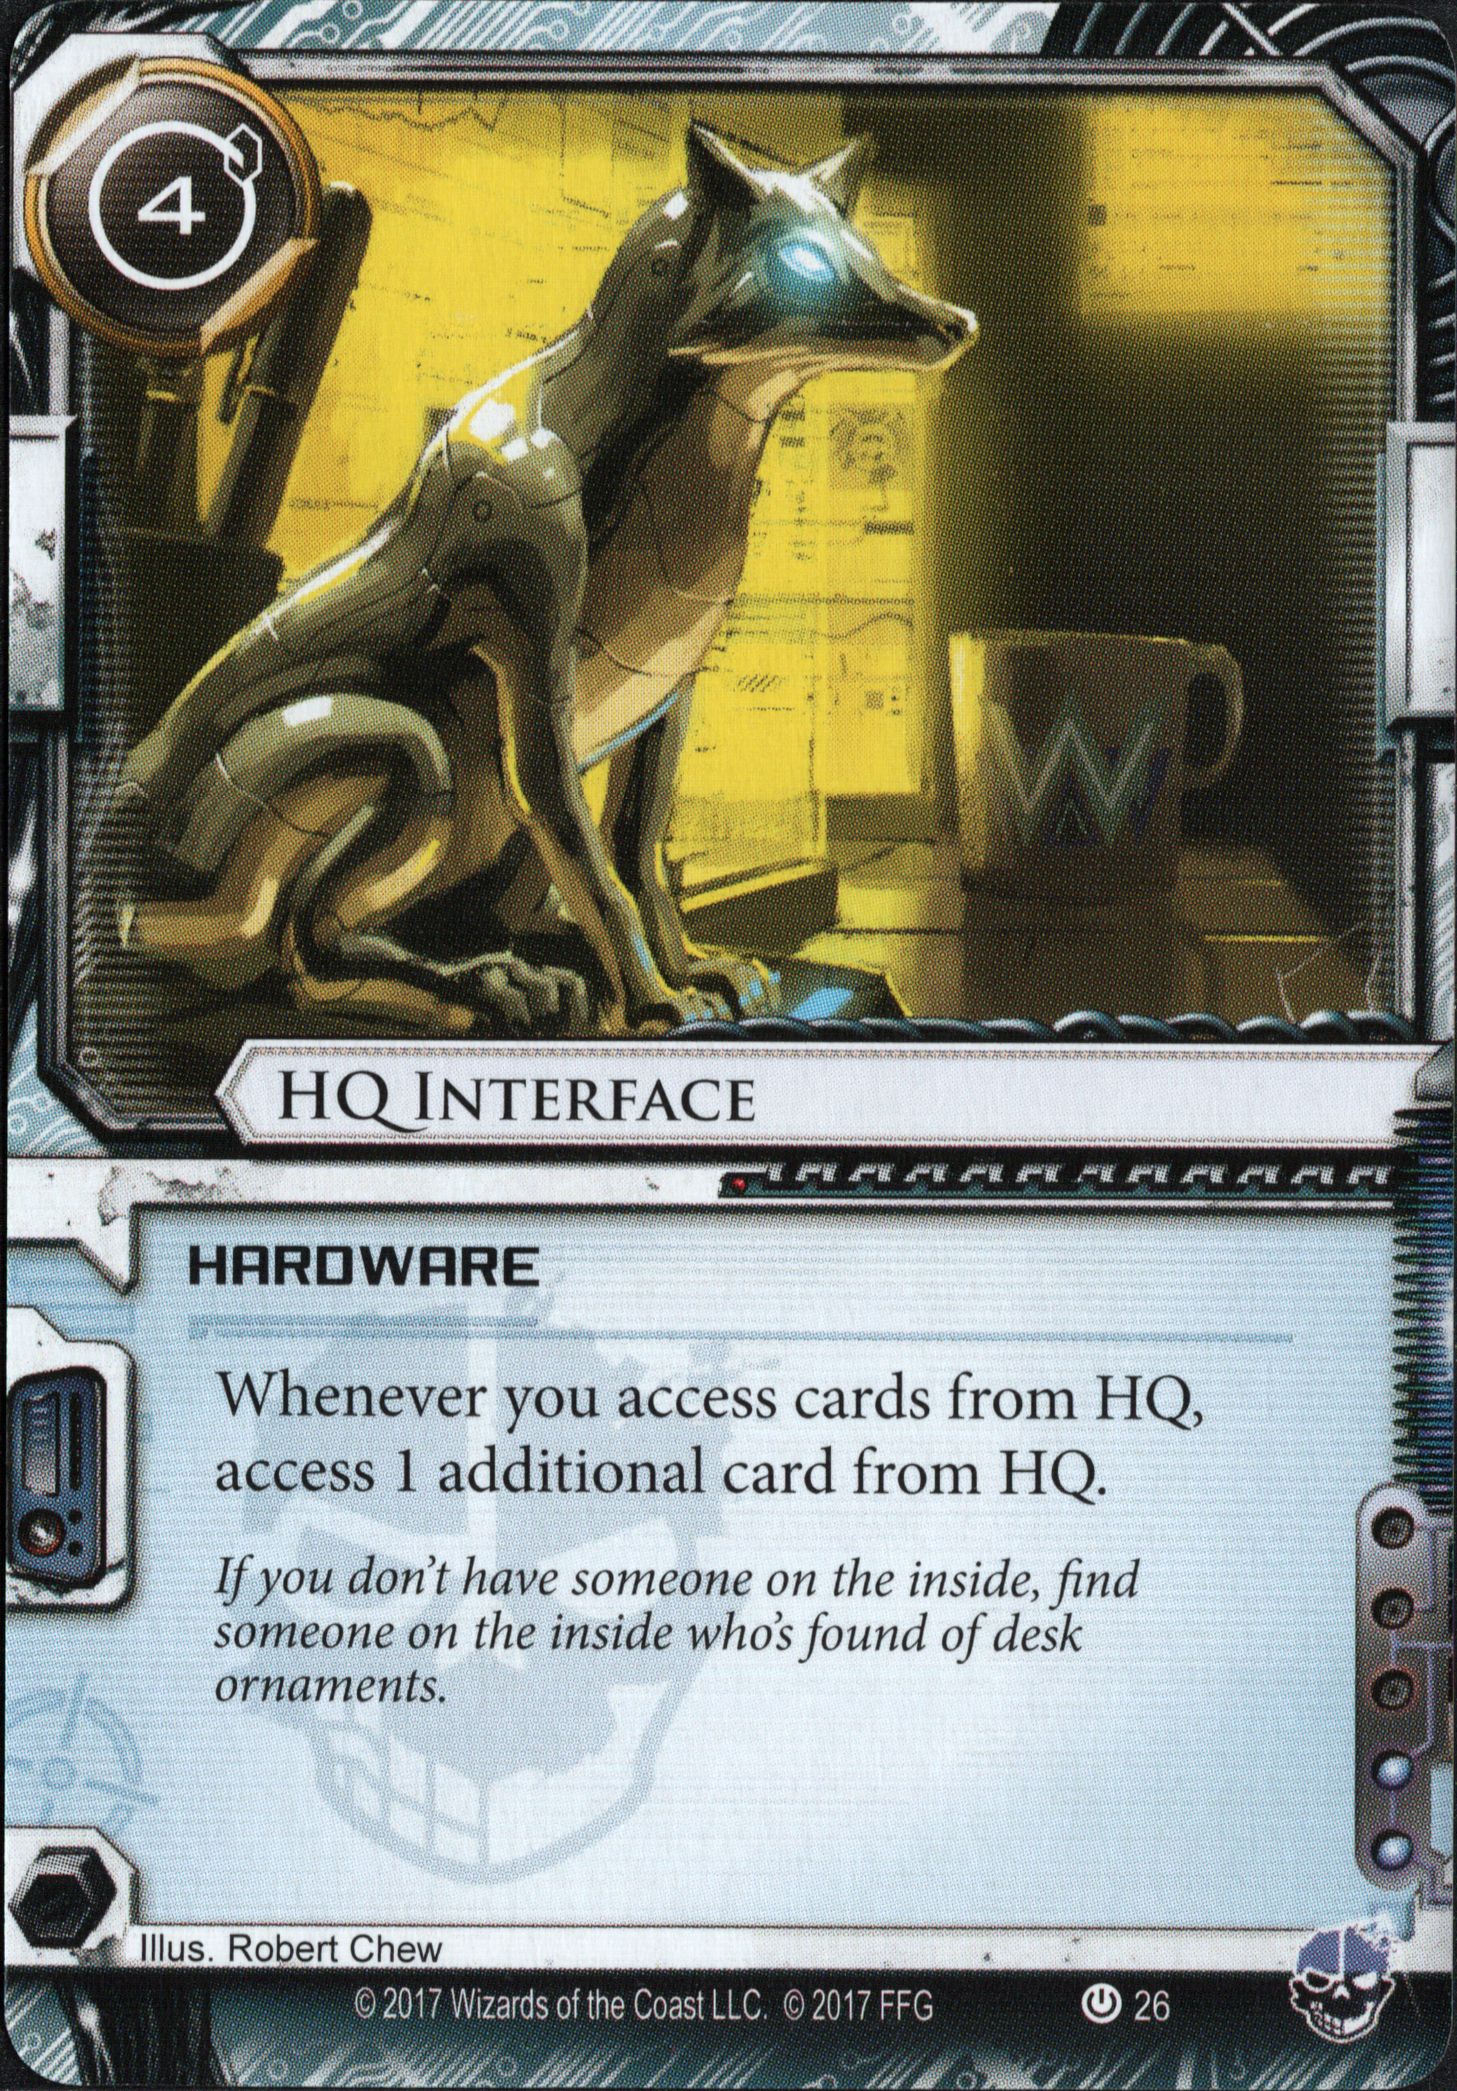 4
W
HQ INTERFACE
HARDWARE
Whenever you access cards from HQ,
access 1 additional card from HQ.
If you don't have someone on the inside, find
someone on the inside who's found of desk
ornaments.
Illus. Robert Chew
© 2017 Wizards of the Coast LLC. © 2017 FFG
26